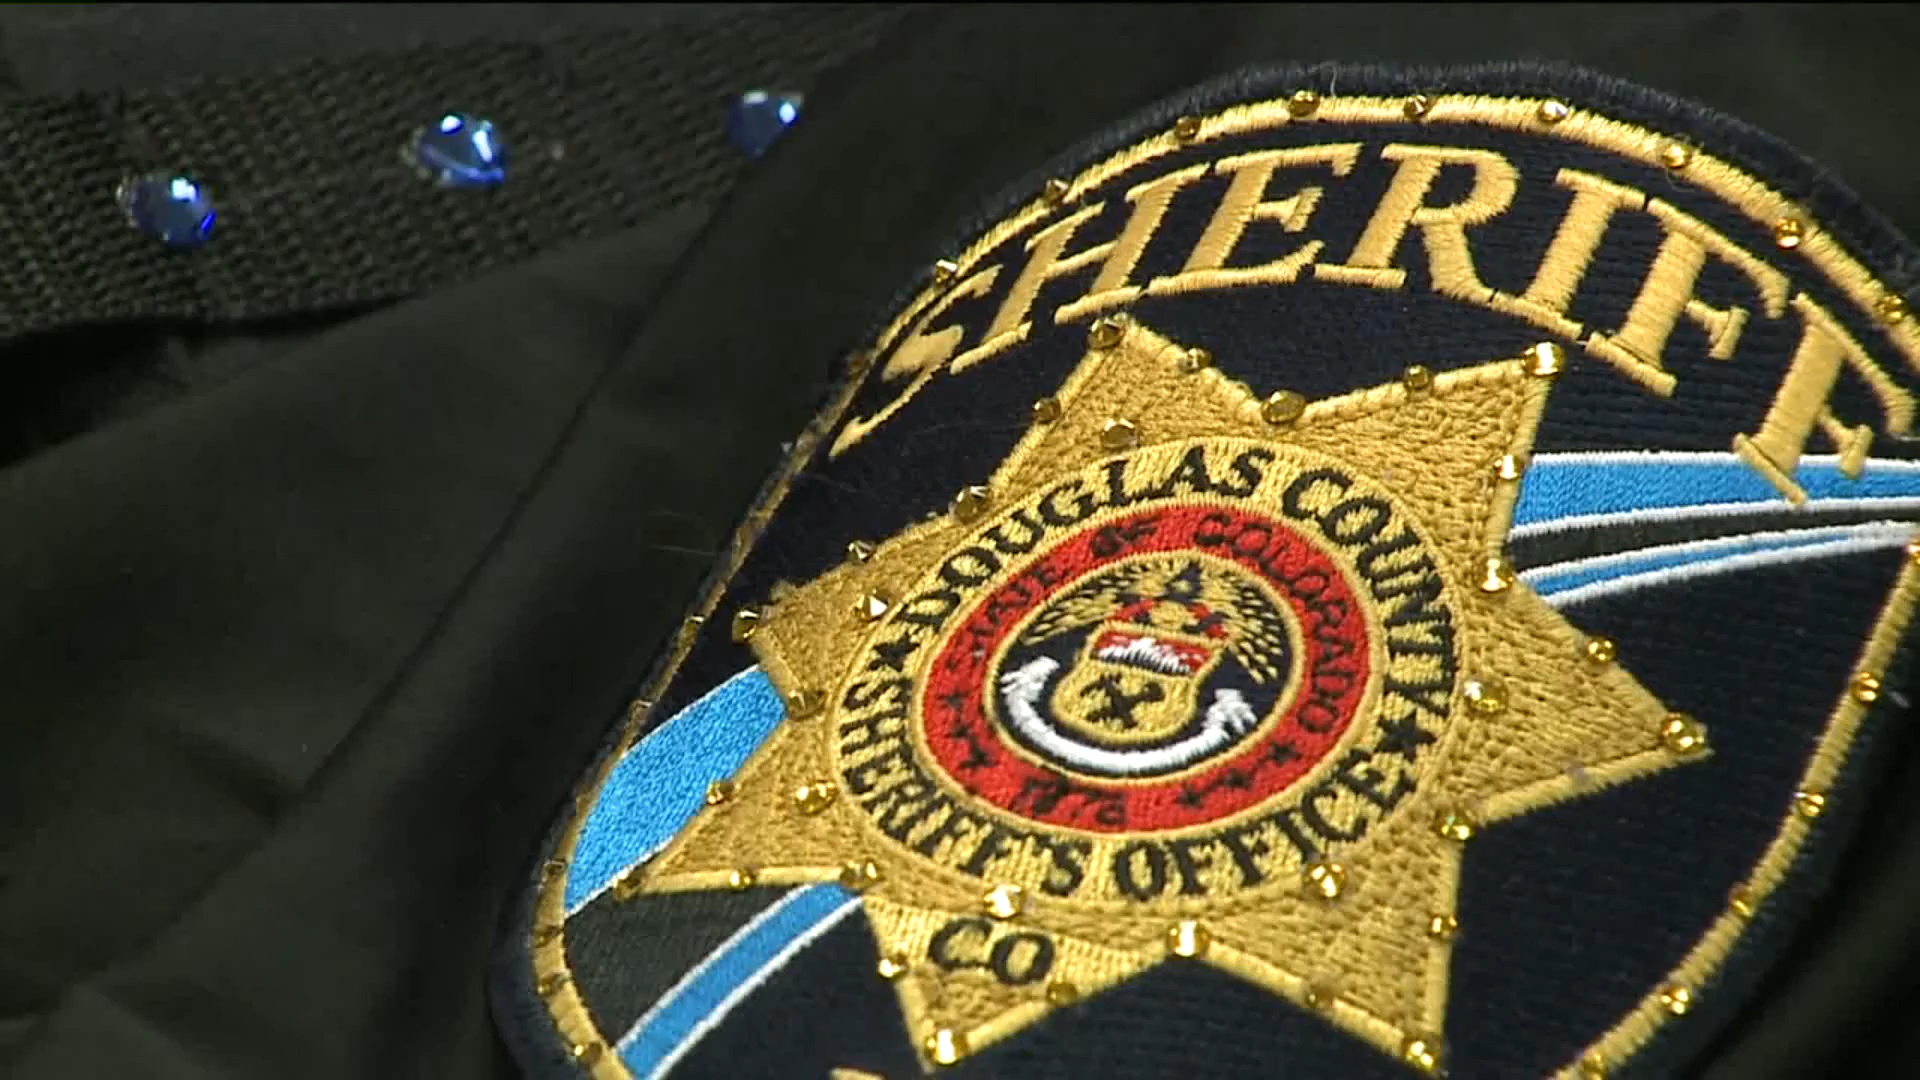 SHERIFF
DOUGLAS COUNTY
STATE OF COLORADO
1876
SHERIFF'S OFFICE
CO